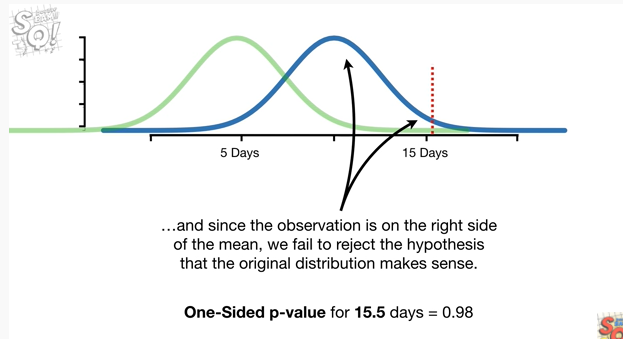 SQ!
5 Days
15 Days
…and since the observation is on the right side
of the mean, we fail to reject the hypothesis
that the original distribution makes sense.
One-Sided p-value for 15.5 days = 0.98